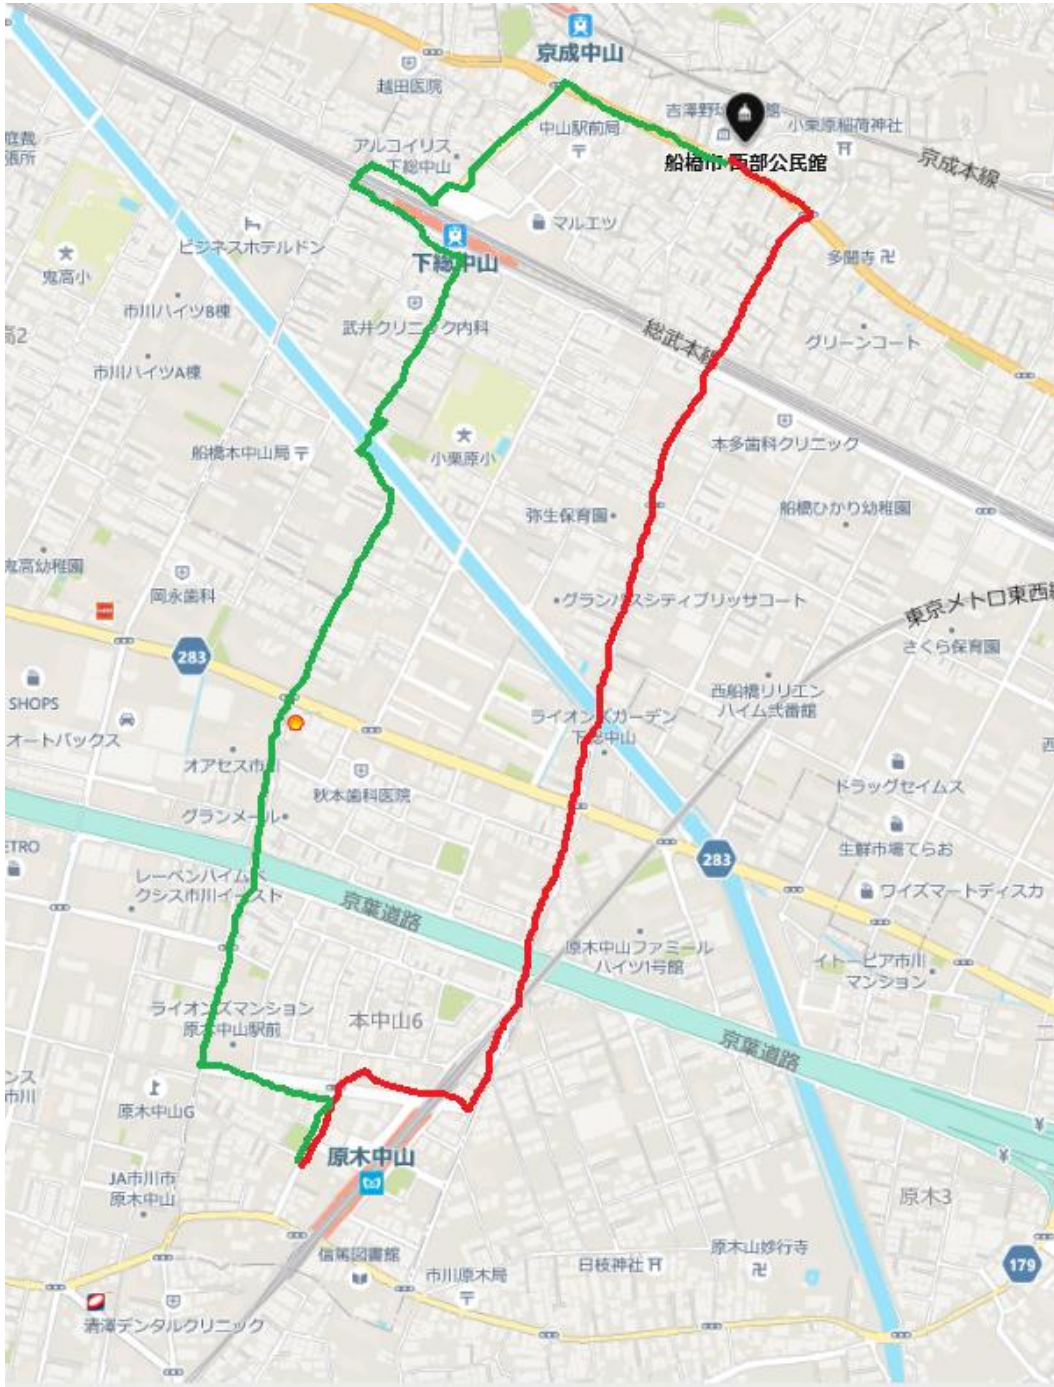 京成中山
越田医院
吉澤野球
館
小栗原稲荷神社
中山駅前局
アルコイリス
下総中山
船橋市 西部公民館
京成本線
マルエツ
ビジネスホテルドン
下総中山
多聞寺
鬼高小
市川ハイツB棟
武井クリニック内科
総武本線
グリーンコート
高2
市川ハイツA棟
本多歯科クリニック
船橋本中山局
小栗原小
弥生保育園
船橋ひかり幼稚園
鬼高幼稚園
岡永歯科
グランパスシティブリッサコート
東京メトロ東西線
さくら保育園
283
SHOPS
西船橋リリエン
ハイム弐番館
オートバックス
ライオンズガーデン
下総中山
西
オアセス市川
秋本歯科医院
ドラッグセイムス
グランメール
ETRO
生鮮市場てらお
283
レーベンハイムベ
クシス市川イースト
ワイズマートディスカ
京葉道路
原木中山ファミール
ハイツ1号館
イトーピア市川
マンション
ライオンズマンション
原木中山駅前
本中山6
京葉道路
ンス
市川
原木中山G
原木中山
JA市川市
原木中山
原木3
信篤図書館
市川原木局
日枝神社
原木山妙行寺
179
清澤デンタルクリニック